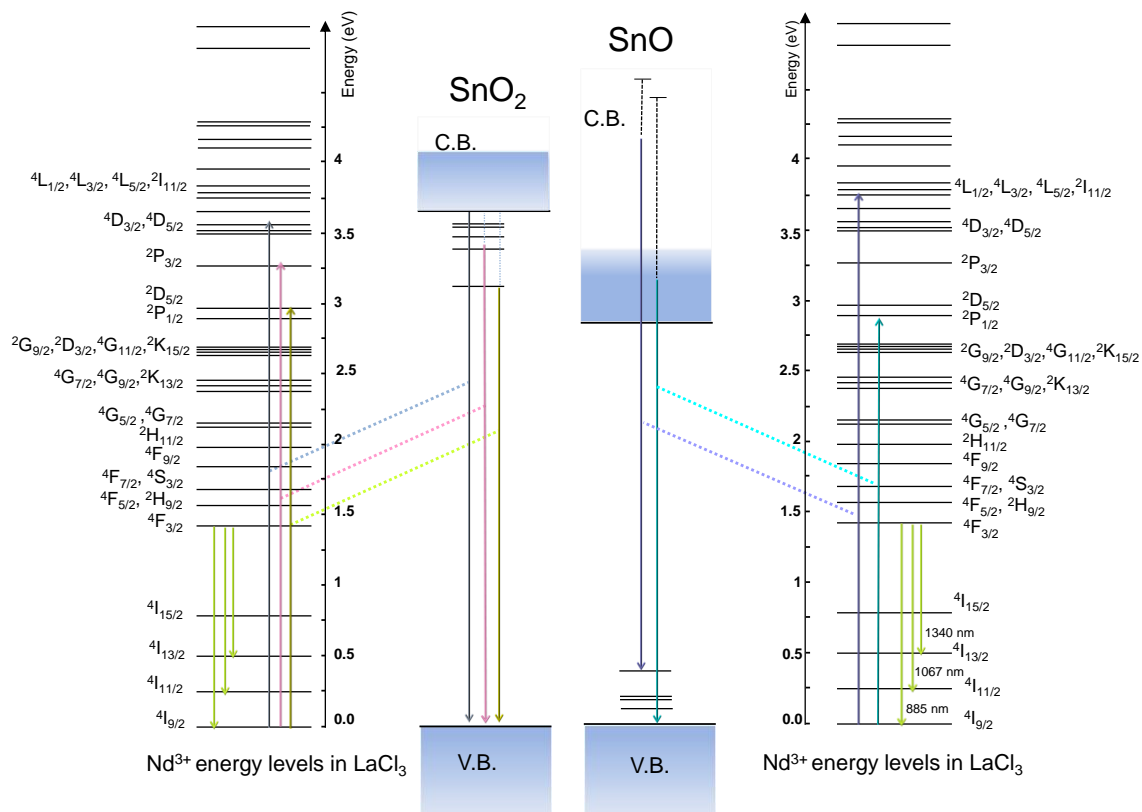 Energy (eV)
SnO₂
SnO
Energy (eV)
C.B.
C.B.
4
4
⁴L₁/₂,⁴L₃/₂,⁴L₅/₂,²I₁₁/₂
⁴L₁/₂,⁴L₃/₂,⁴L₅/₂,²I₁₁/₂
⁴D₃/₂,⁴D₅/₂
⁴D₃/₂,⁴D₅/₂
3.5
3.5
²P₃/₂
²P₃/₂
²D₅/₂
²D₅/₂
3
3
²P₁/₂
²P₁/₂
²G₉/₂,²D₃/₂,⁴G₁₁/₂,²K₁₅/₂
²G₉/₂,²D₃/₂,⁴G₁₁/₂,²K₁₅/₂
2.5
2.5
⁴G₇/₂,⁴G₉/₂,²K₁₃/₂
⁴G₇/₂,⁴G₉/₂,²K₁₃/₂
⁴G₅/₂ ,⁴G₇/₂
⁴G₅/₂ ,⁴G₇/₂
²H₁₁/₂
²H₁₁/₂
2
2
⁴F₉/₂
⁴F₉/₂
⁴F₇/₂, ⁴S₃/₂
⁴F₇/₂, ⁴S₃/₂
⁴F₅/₂, ²H₉/₂
⁴F₅/₂, ²H₉/₂
1.5
1.5
⁴F₃/₂
⁴F₃/₂
1
1
⁴I₁₅/₂
⁴I₁₅/₂
1340 nm
⁴I₁₃/₂
⁴I₁₃/₂
0.5
0.5
1067 nm
⁴I₁₁/₂
⁴I₁₁/₂
885 nm
⁴I₉/₂
0.0
0.0
⁴I₉/₂
V.B.
V.B.
Nd³⁺ energy levels in LaCl₃
Nd³⁺ energy levels in LaCl₃